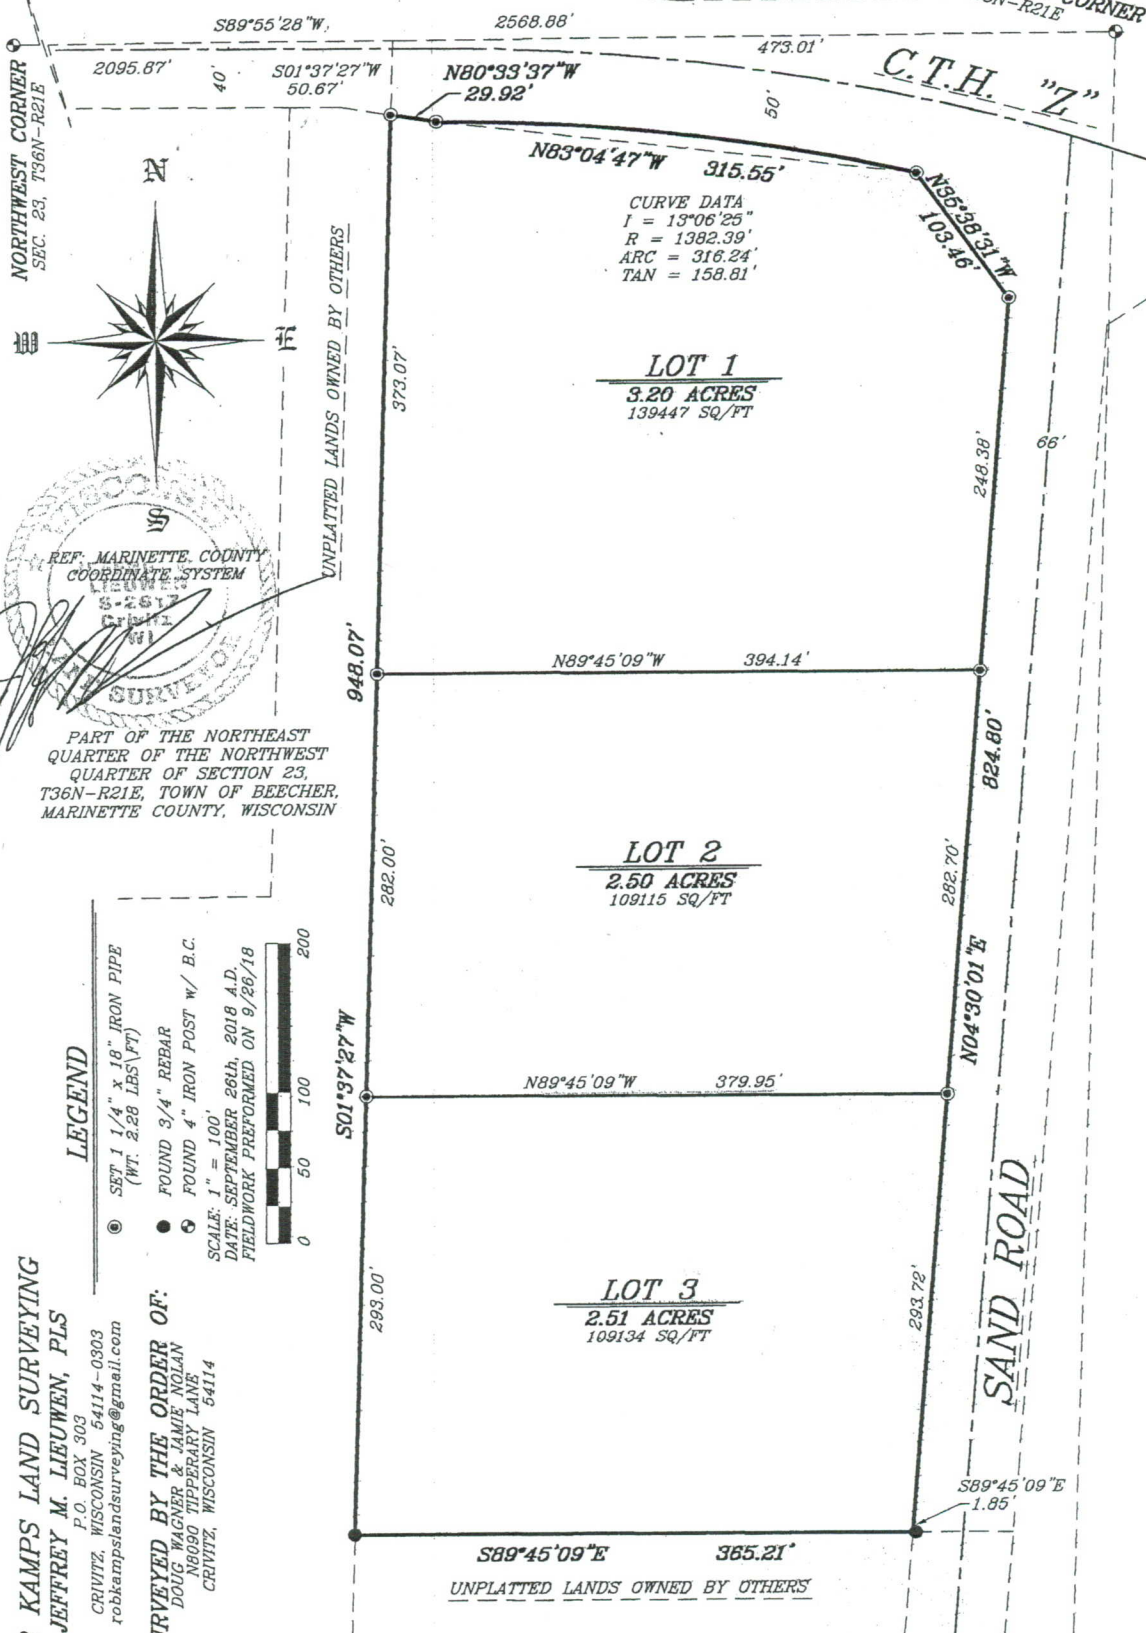 CORNER
S89°55'28"W,
2568.88'
2095.87'
40'
S01°37'27"W
50.67'
N80°33'37"W
29.92'
473.01'
50'
C.T.H. "Z"
NORTHWEST CORNER
SEC. 23, T36N-R21E
N
W
E
S
N83°04'47"W 315.55'
CURVE DATA
I = 13°06'25"
R = 1382.39'
ARC = 316.24'
TAN = 158.81'
N35°38'31"W
103.46'
UNPLATTED LANDS OWNED BY OTHERS
373.07'
LOT 1
3.20 ACRES
139447 SQ/FT
248.38'
66'
WISCONSIN
LIEUWEN
S-2617
Crivitz
WI
LAND SURVEYOR
REF: MARINETTE COUNTY
COORDINATE SYSTEM
N89°45'09"W 394.14'
948.07'
824.80'
PART OF THE NORTHEAST
QUARTER OF THE NORTHWEST
QUARTER OF SECTION 23,
T36N-R21E, TOWN OF BEECHER,
MARINETTE COUNTY, WISCONSIN
282.00'
LOT 2
2.50 ACRES
109115 SQ/FT
282.70'
N04°30'01"E
S01°37'27"W
N89°45'09"W 379.95'
LEGEND
SET 1 1/4" x 18" IRON PIPE
(WT. 2.28 LBS\FT)
FOUND 3/4" REBAR
FOUND 4" IRON POST w/ B.C.
SCALE: 1" = 100'
DATE: SEPTEMBER 26th, 2018 A.D.
FIELDWORK PREFORMED ON 9/26/18
0 50 100 200
293.00'
LOT 3
2.51 ACRES
109134 SQ/FT
293.72'
SAND ROAD
KAMPS LAND SURVEYING
JEFFREY M. LIEUWEN, PLS
P.O. BOX 303
CRIVITZ, WISCONSIN 54114-0303
robkampslandsurveying@gmail.com
RVEYED BY THE ORDER OF:
DOUG WAGNER & JAMIE NOLAN
N8090 TIPPERARY LANE
CRIVITZ, WISCONSIN 54114
S89°45'09"E
1.85'
S89°45'09"E 365.21'
UNPLATTED LANDS OWNED BY OTHERS